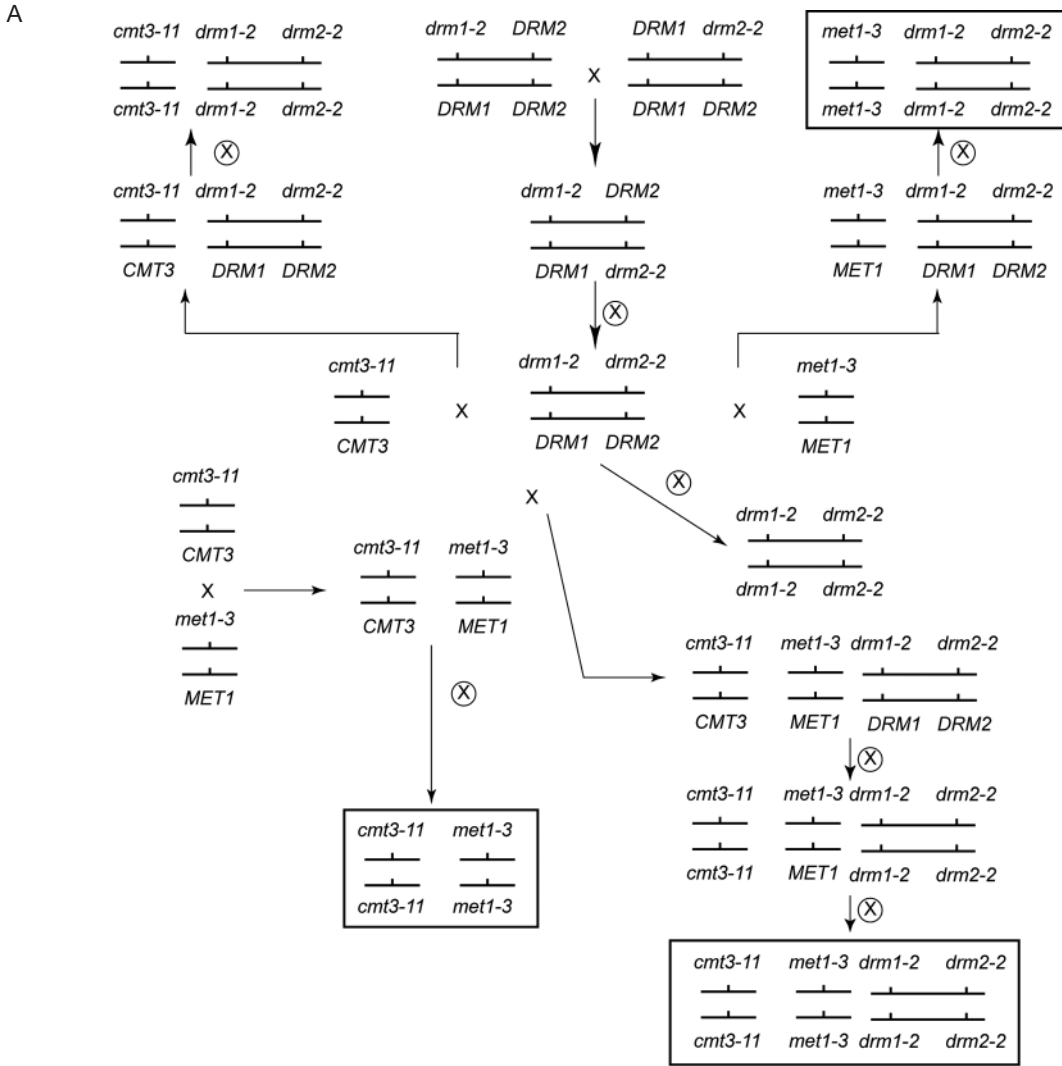 A
cmt3-11 drm1-2 drm2-2
cmt3-11 drm1-2 drm2-2
X
cmt3-11 drm1-2 drm2-2
CMT3 DRM1 DRM2
drm1-2 DRM2 DRM1 drm2-2
X
DRM1 DRM2 DRM1 DRM2
drm1-2 DRM2
DRM1 drm2-2
X
drm1-2 drm2-2
DRM1 DRM2
met1-3 drm1-2 drm2-2
met1-3 drm1-2 drm2-2
X
met1-3 drm1-2 drm2-2
MET1 DRM1 DRM2
cmt3-11
X
CMT3
met1-3
X
MET1
cmt3-11
CMT3
X
met1-3
MET1
cmt3-11 met1-3
CMT3 MET1
X
cmt3-11 met1-3
cmt3-11 met1-3
X
X
drm1-2 drm2-2
drm1-2 drm2-2
cmt3-11 met1-3 drm1-2 drm2-2
CMT3 MET1 DRM1 DRM2
X
cmt3-11 met1-3 drm1-2 drm2-2
cmt3-11 MET1 drm1-2 drm2-2
X
cmt3-11 met1-3 drm1-2 drm2-2
cmt3-11 met1-3 drm1-2 drm2-2